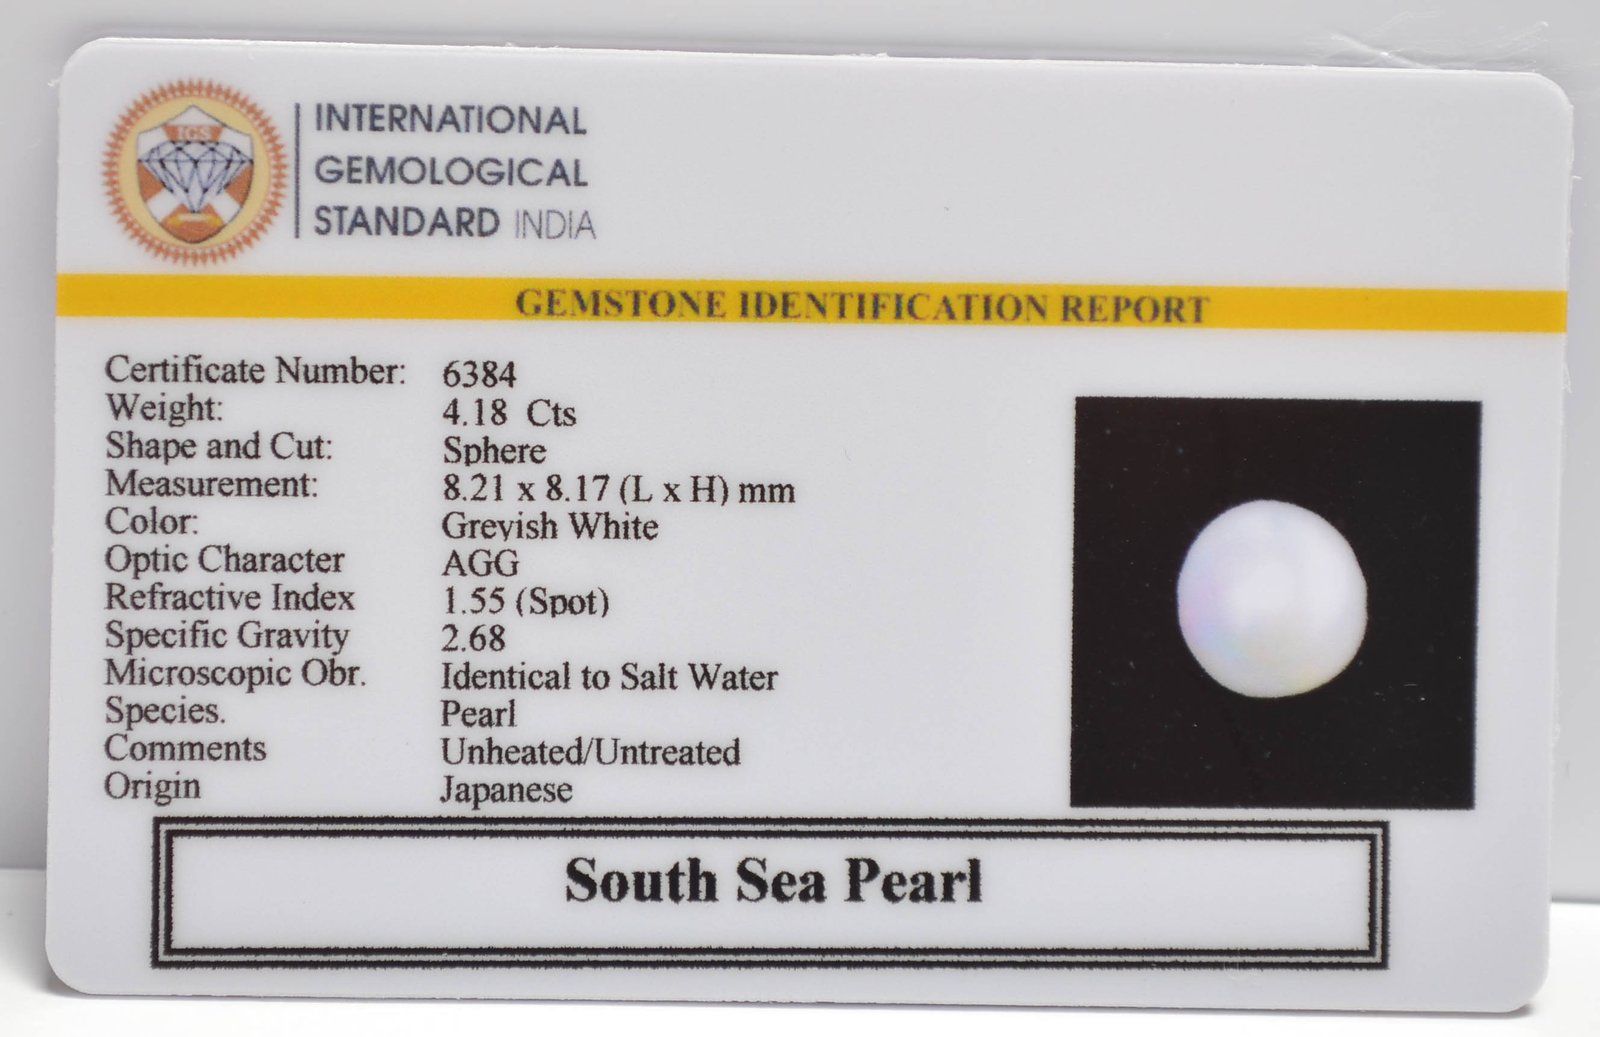 IGS
INTERNATIONAL
GEMOLOGICAL
STANDARD INDIA
GEMSTONE IDENTIFICATION REPORT
Certificate Number: 6384
Weight: 4.18 Cts
Shape and Cut: Sphere
Measurement: 8.21 x 8.17 (L x H) mm
Color: Greyish White
Optic Character AGG
Refractive Index 1.55 (Spot)
Specific Gravity 2.68
Microscopic Obr. Identical to Salt Water
Species. Pearl
Comments Unheated/Untreated
Origin Japanese
South Sea Pearl